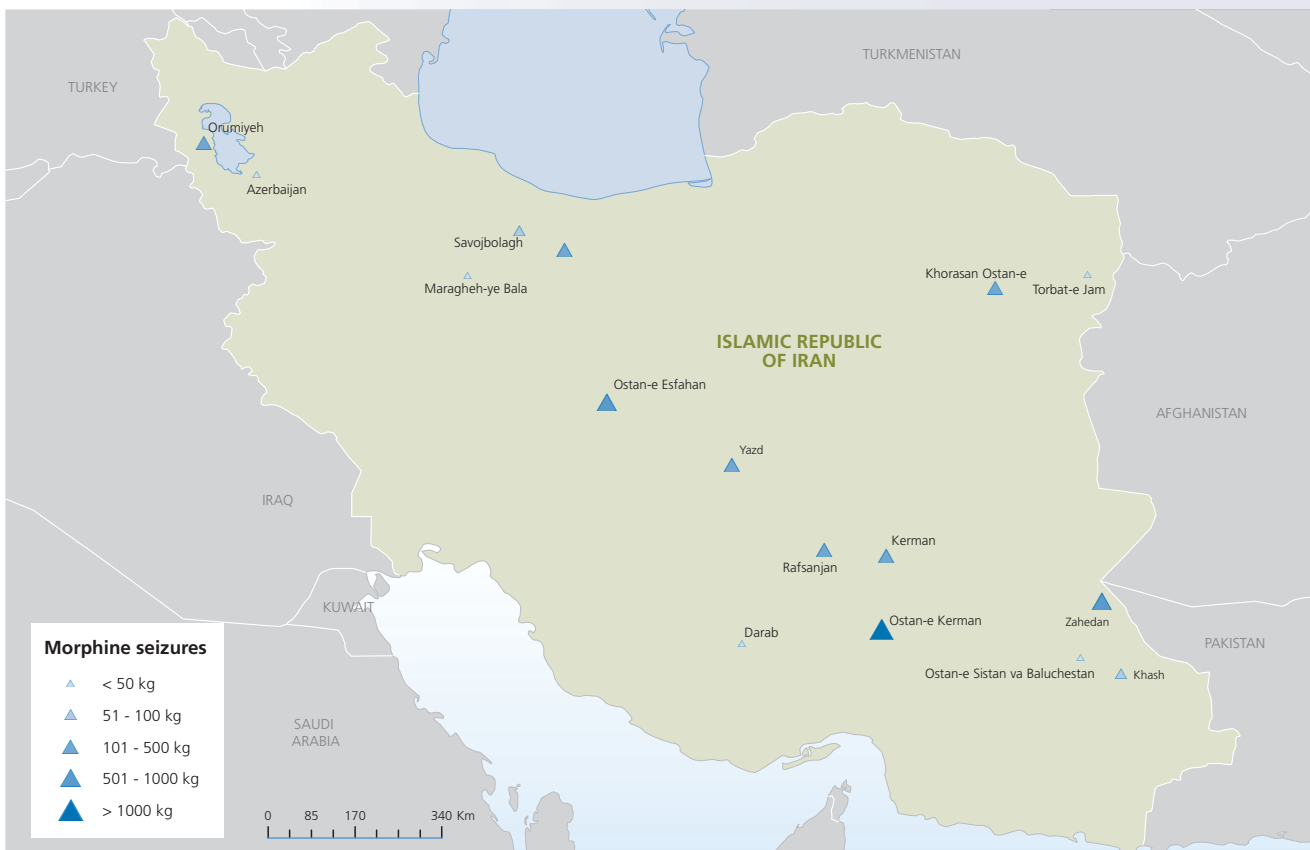 TURKMENISTAN
TURKEY
Orumiyeh
Azerbaijan
Savojbolagh
Maragheh-ye Bala
Khorasan Ostan-e
Torbat-e Jam
ISLAMIC REPUBLIC
OF IRAN
Ostan-e Esfahan
AFGHANISTAN
Yazd
IRAQ
Kerman
Rafsanjan
KUWAIT
Ostan-e Kerman
Zahedan
Darab
PAKISTAN
Ostan-e Sistan va Baluchestan
Khash
SAUDI
ARABIA
Morphine seizures
< 50 kg
51 - 100 kg
101 - 500 kg
501 - 1000 kg
> 1000 kg
0 85 170 340 Km